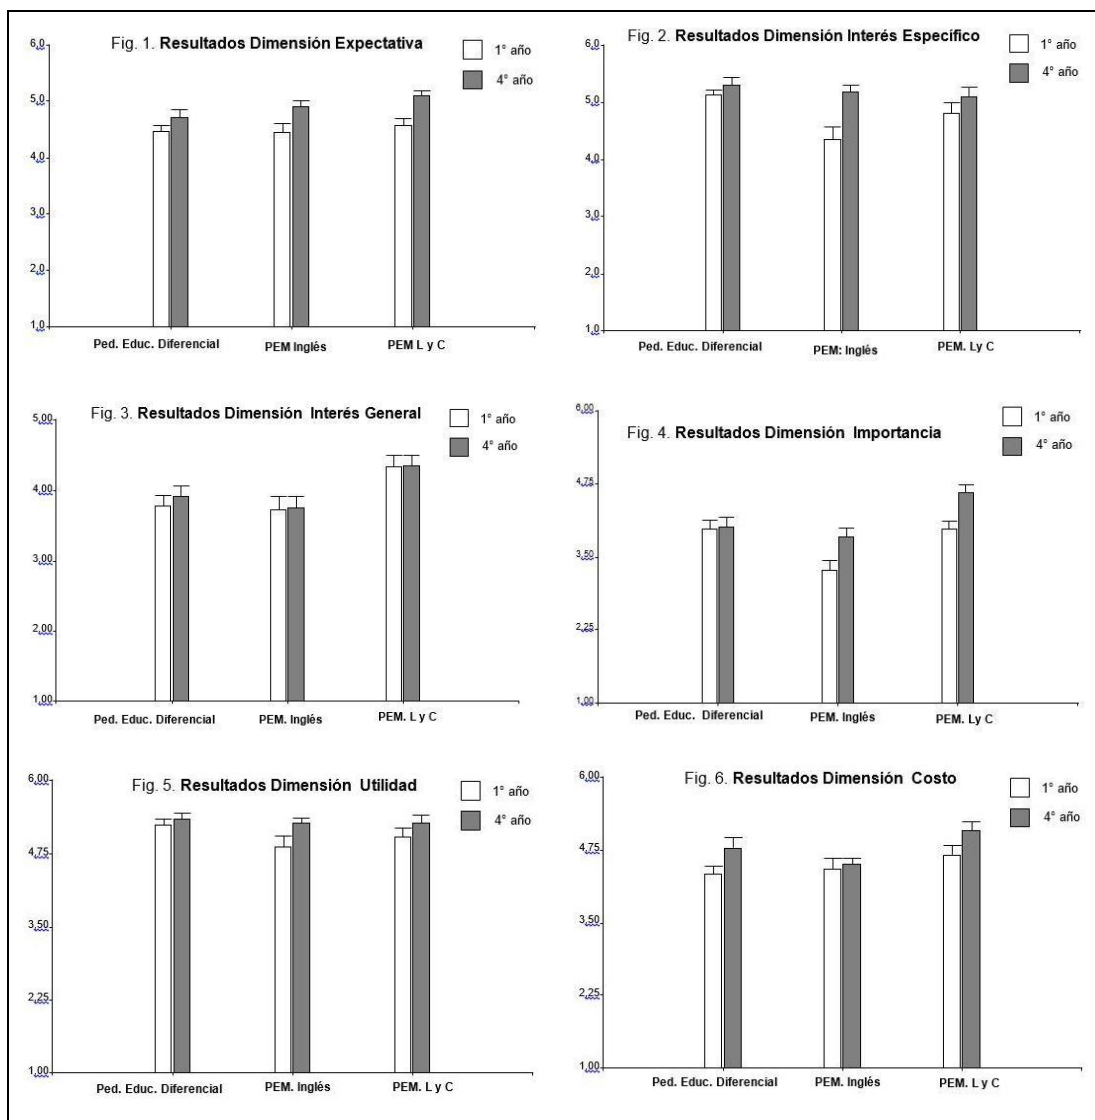 Fig. 1. Resultados Dimensión Expectativa
1° año
4° año
6,0
5,0
4,0
3,0
2,0
1,0
Ped. Educ. Diferencial
PEM Inglés
PEM L y C
Fig. 2. Resultados Dimensión Interés Específico
1° año
4° año
6,0
5,0
4,0
3,0
2,0
1,0
Ped. Educ. Diferencial
PEM: Inglés
PEM. Ly C
Fig. 3. Resultados Dimensión Interés General
1° año
4° año
5,00
4,00
3,00
2,00
1,00
Ped. Educ. Diferencial
PEM. Inglés
PEM. L y C
Fig. 4. Resultados Dimensión Importancia
1° año
4° año
6,00
4,75
3,50
2,25
1,00
Ped. Educ. Diferencial
PEM. Inglés
PEM. Ly C
Fig. 5. Resultados Dimensión Utilidad
1° año
4° año
6,00
4,75
3,50
2,25
1,00
Ped. Educ. Diferencial
PEM. Inglés
PEM. L y C
Fig. 6. Resultados Dimensión Costo
1° año
4° año
6,00
4,75
3,50
2,25
1,00
Ped. Educ. Diferencial
PEM. Inglés
PEM. L y C